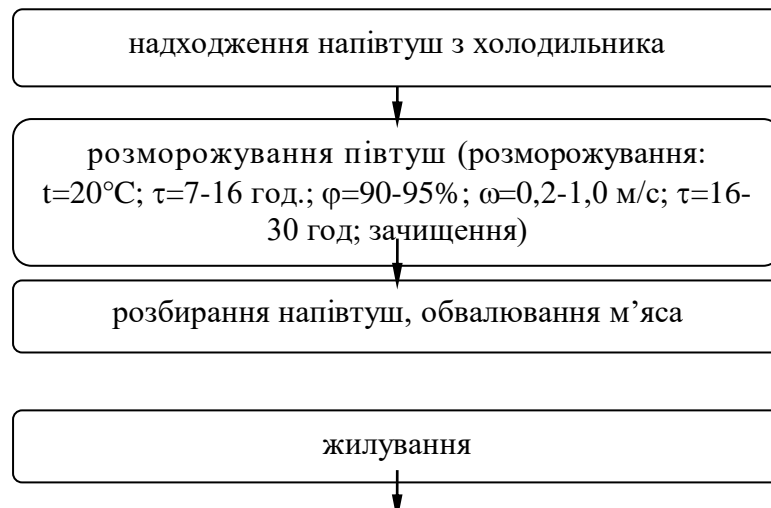 надходження напівтуш з холодильника
розморожування півтуш (розморожування:
t=20°C; τ=7-16 год.; φ=90-95%; ω=0,2-1,0 м/с; τ=16-
30 год; зачищення)
розбирання напівтуш, обвалювання м’яса
жилування